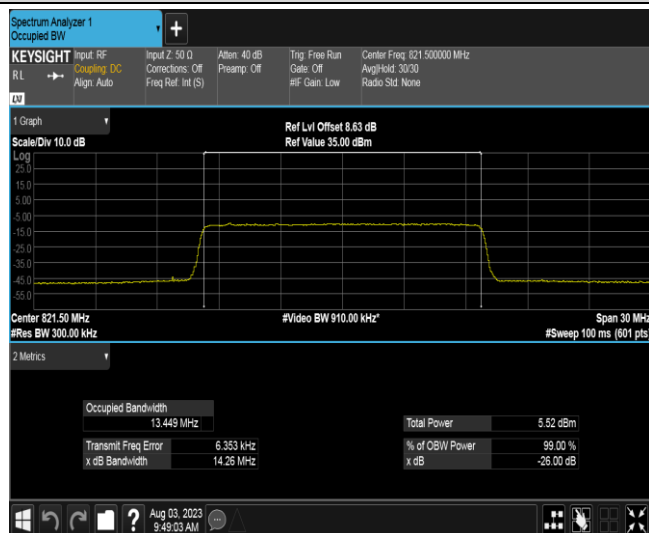 Spectrum Analyzer 1
Occupied BW
+
KEYSIGHT
RL
LXI
Input: RF
Coupling: DC
Align: Auto
Input Z: 50 Ω
Corrections: Off
Freq Ref: Int (S)
Atten: 40 dB
Preamp: Off
Trig: Free Run
Gate: Off
#IF Gain: Low
Center Freq: 821.500000 MHz
Avg|Hold: 30/30
Radio Std: None
1 Graph
Scale/Div 10.0 dB
Ref Lvl Offset 8.63 dB
Ref Value 35.00 dBm
Log
25.0
15.0
5.00
-5.00
-15.0
-25.0
-35.0
-45.0
-55.0
Center 821.50 MHz
#Video BW 910.00 kHz*
Span 30 MHz
#Res BW 300.00 kHz
#Sweep 100 ms (601 pts)
2 Metrics
Occupied Bandwidth
13.449 MHz
Total Power 5.52 dBm
Transmit Freq Error 6.353 kHz
% of OBW Power 99.00 %
x dB Bandwidth 14.26 MHz
x dB -26.00 dB
?
Aug 03, 2023
9:49:03 AM